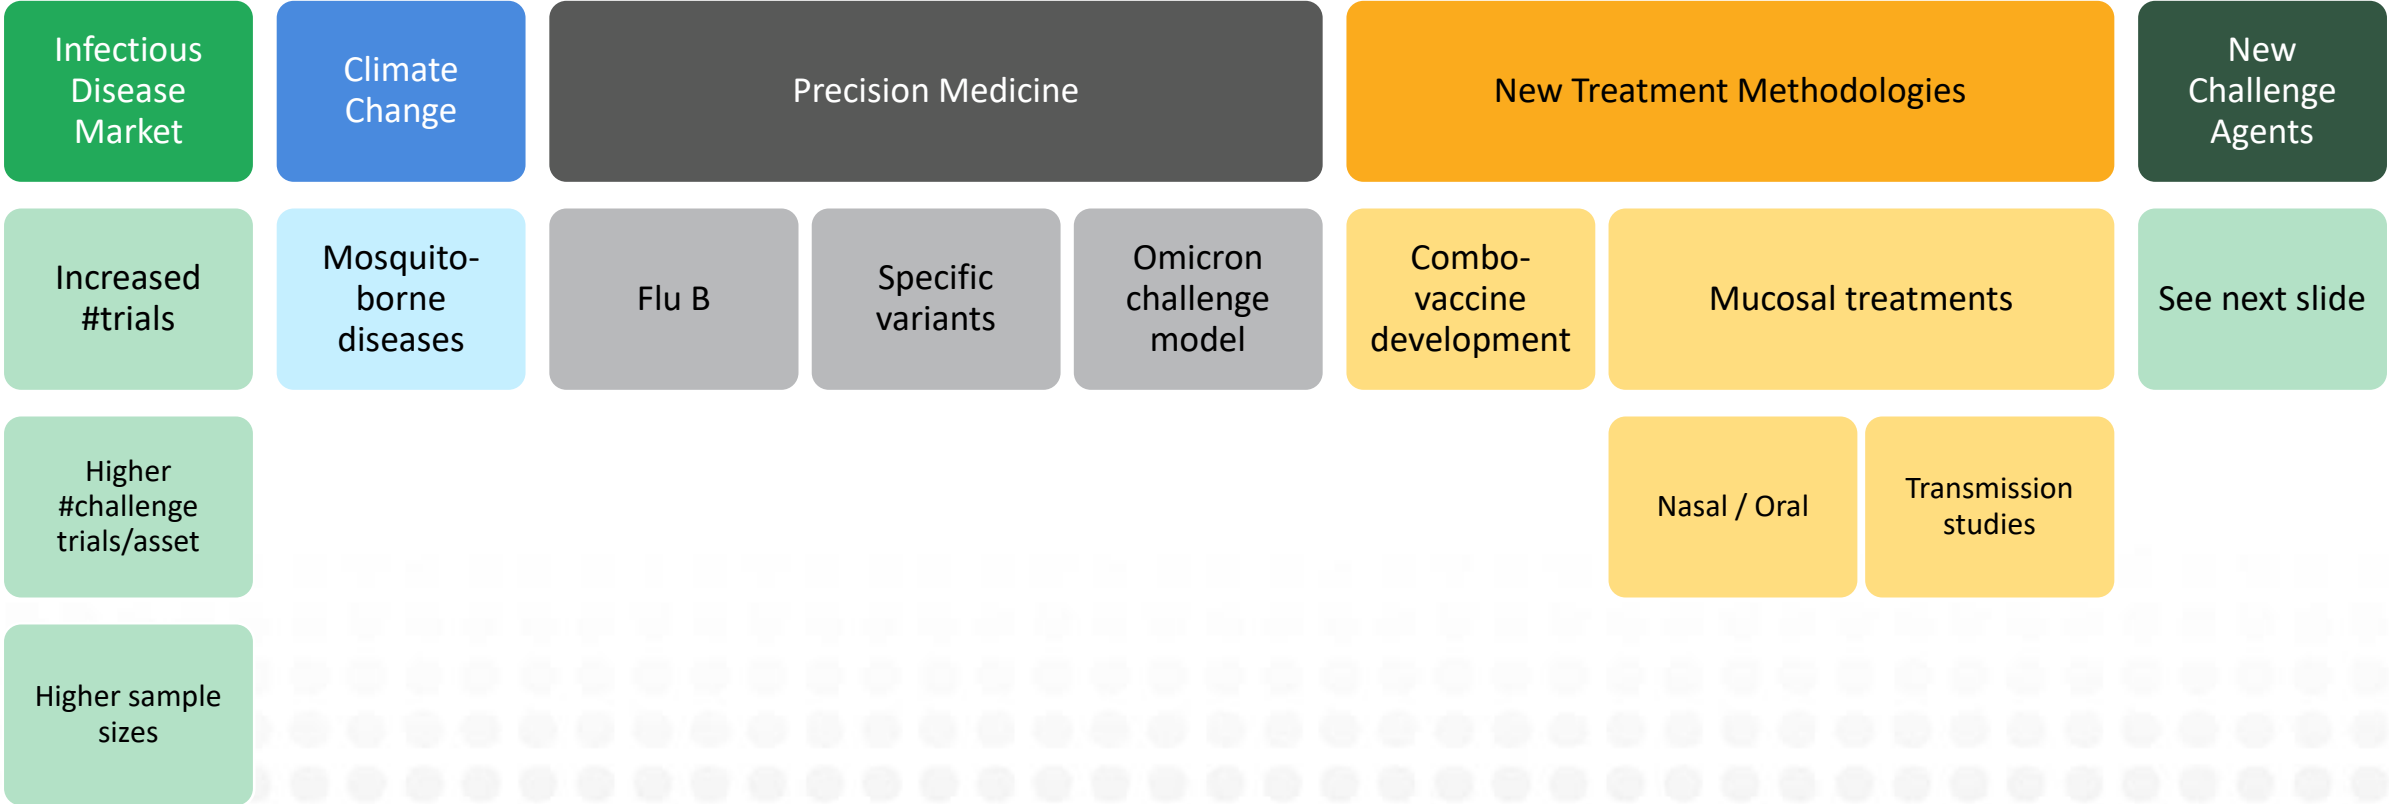 Infectious
Disease
Market
Climate
Change
Precision Medicine
New Treatment Methodologies
New
Challenge
Agents
Increased
#trials
Mosquito-
borne
diseases
Flu B
Specific
variants
Omicron
challenge
model
Combo-
vaccine
development
Mucosal treatments
See next slide
Higher
#challenge
trials/asset
Nasal / Oral
Transmission
studies
Higher sample
sizes